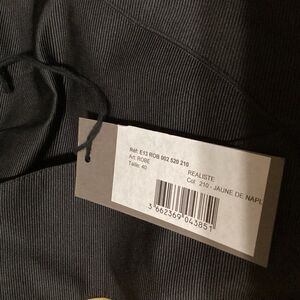 Réf: E13 ROB 002 520 210
Art: ROBE
Taille: 40
REALISTE
Col : 210 - JAUNE DE NAPL
3 662369 043851